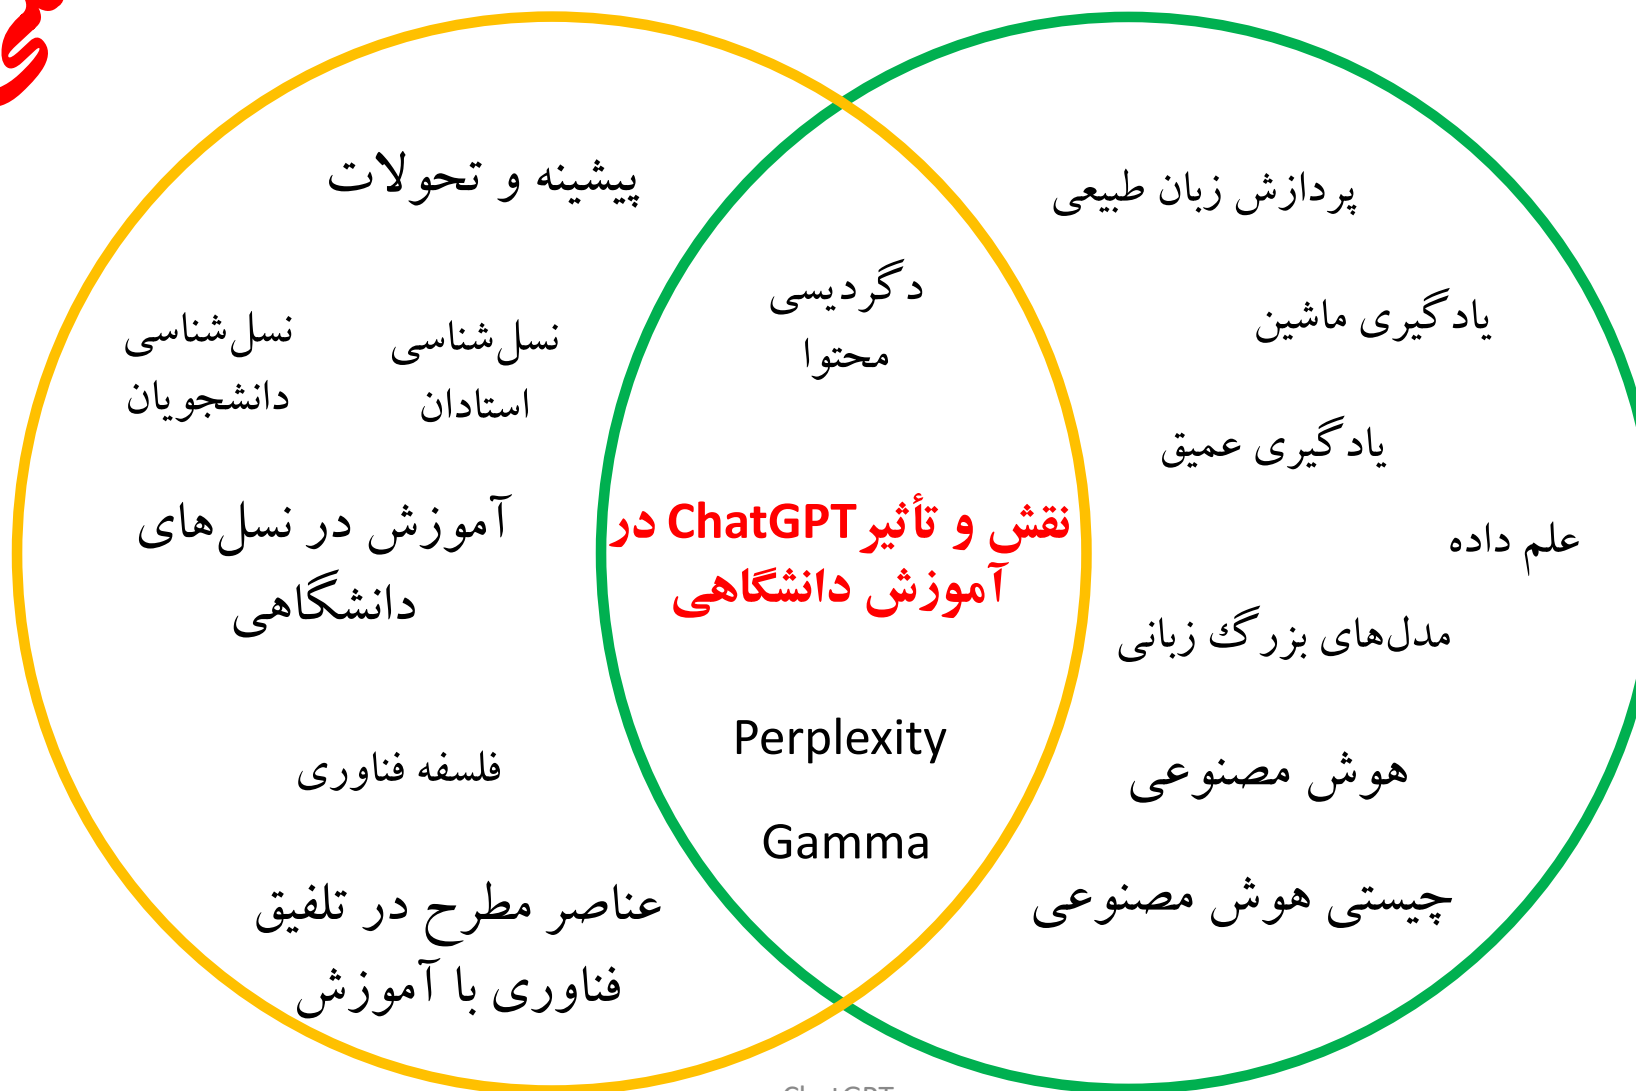 پردازش زبان طبیعی
یادگیری ماشین
یادگیری عمیق
علم داده
مدل‌های بزرگ زبانی
هوش مصنوعی
چیستی هوش مصنوعی
دگردیسی
محتوا
نقش و تأثیر ChatGPT در
آموزش دانشگاهی
Perplexity
Gamma
پیشینه و تحولات
نسل‌شناسی
استادان
نسل‌شناسی
دانشجویان
آموزش در نسل‌های
دانشگاهی
فلسفه فناوری
عناصر مطرح در تلفیق
فناوری با آموزش
ChatGPT